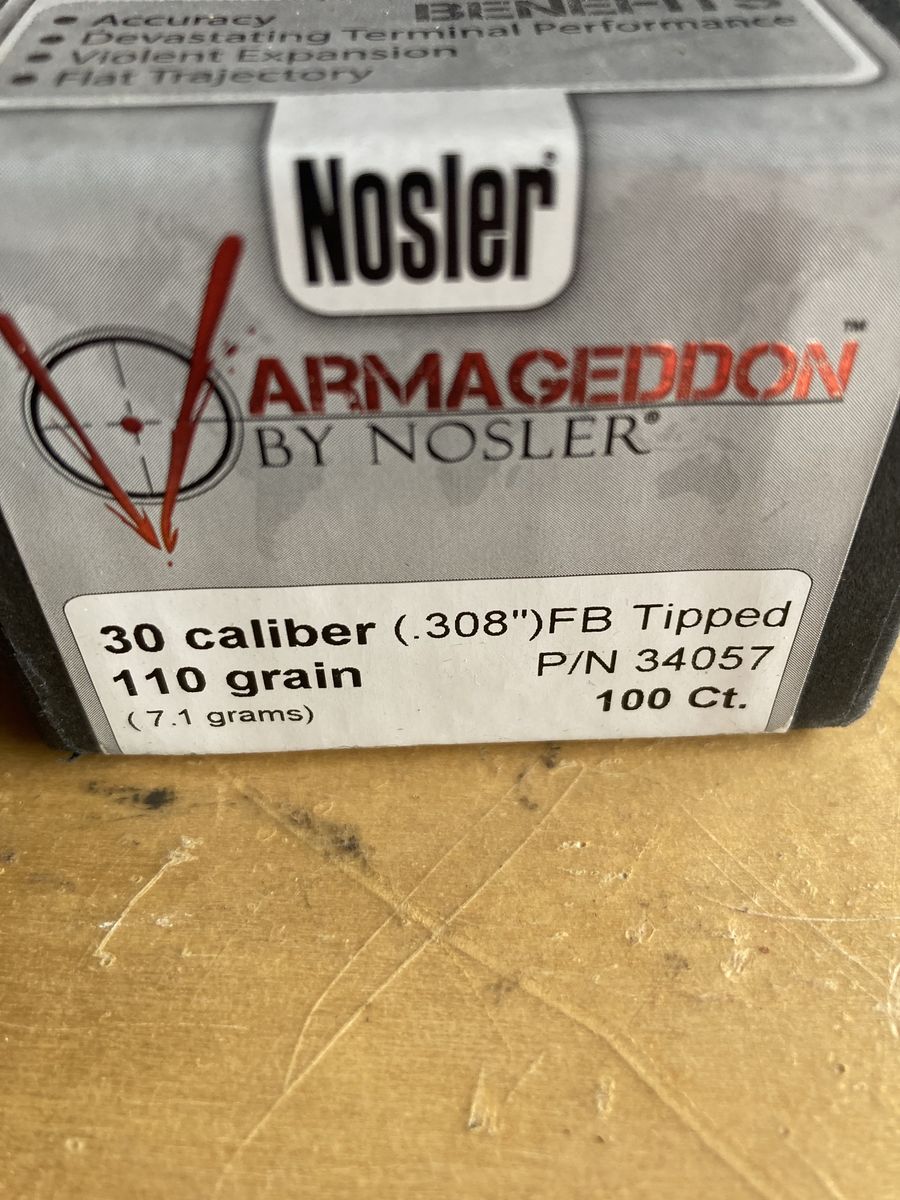 BENEFITS
• Accuracy
• Devastating Terminal Performance
• Violent Expansion
• Flat Trajectory
Nosler®
VARMAGEDDON™
BY NOSLER®
30 caliber (.308")FB Tipped
110 grain P/N 34057
(7.1 grams) 100 Ct.